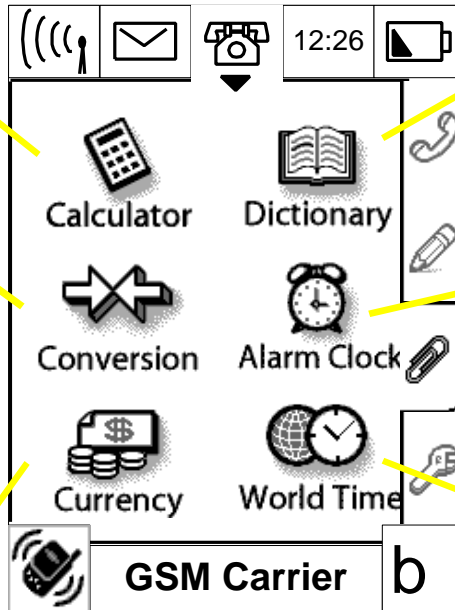 12:26
Calculator Dictionary
Conversion Alarm Clock
$
Currency World Time
GSM Carrier b